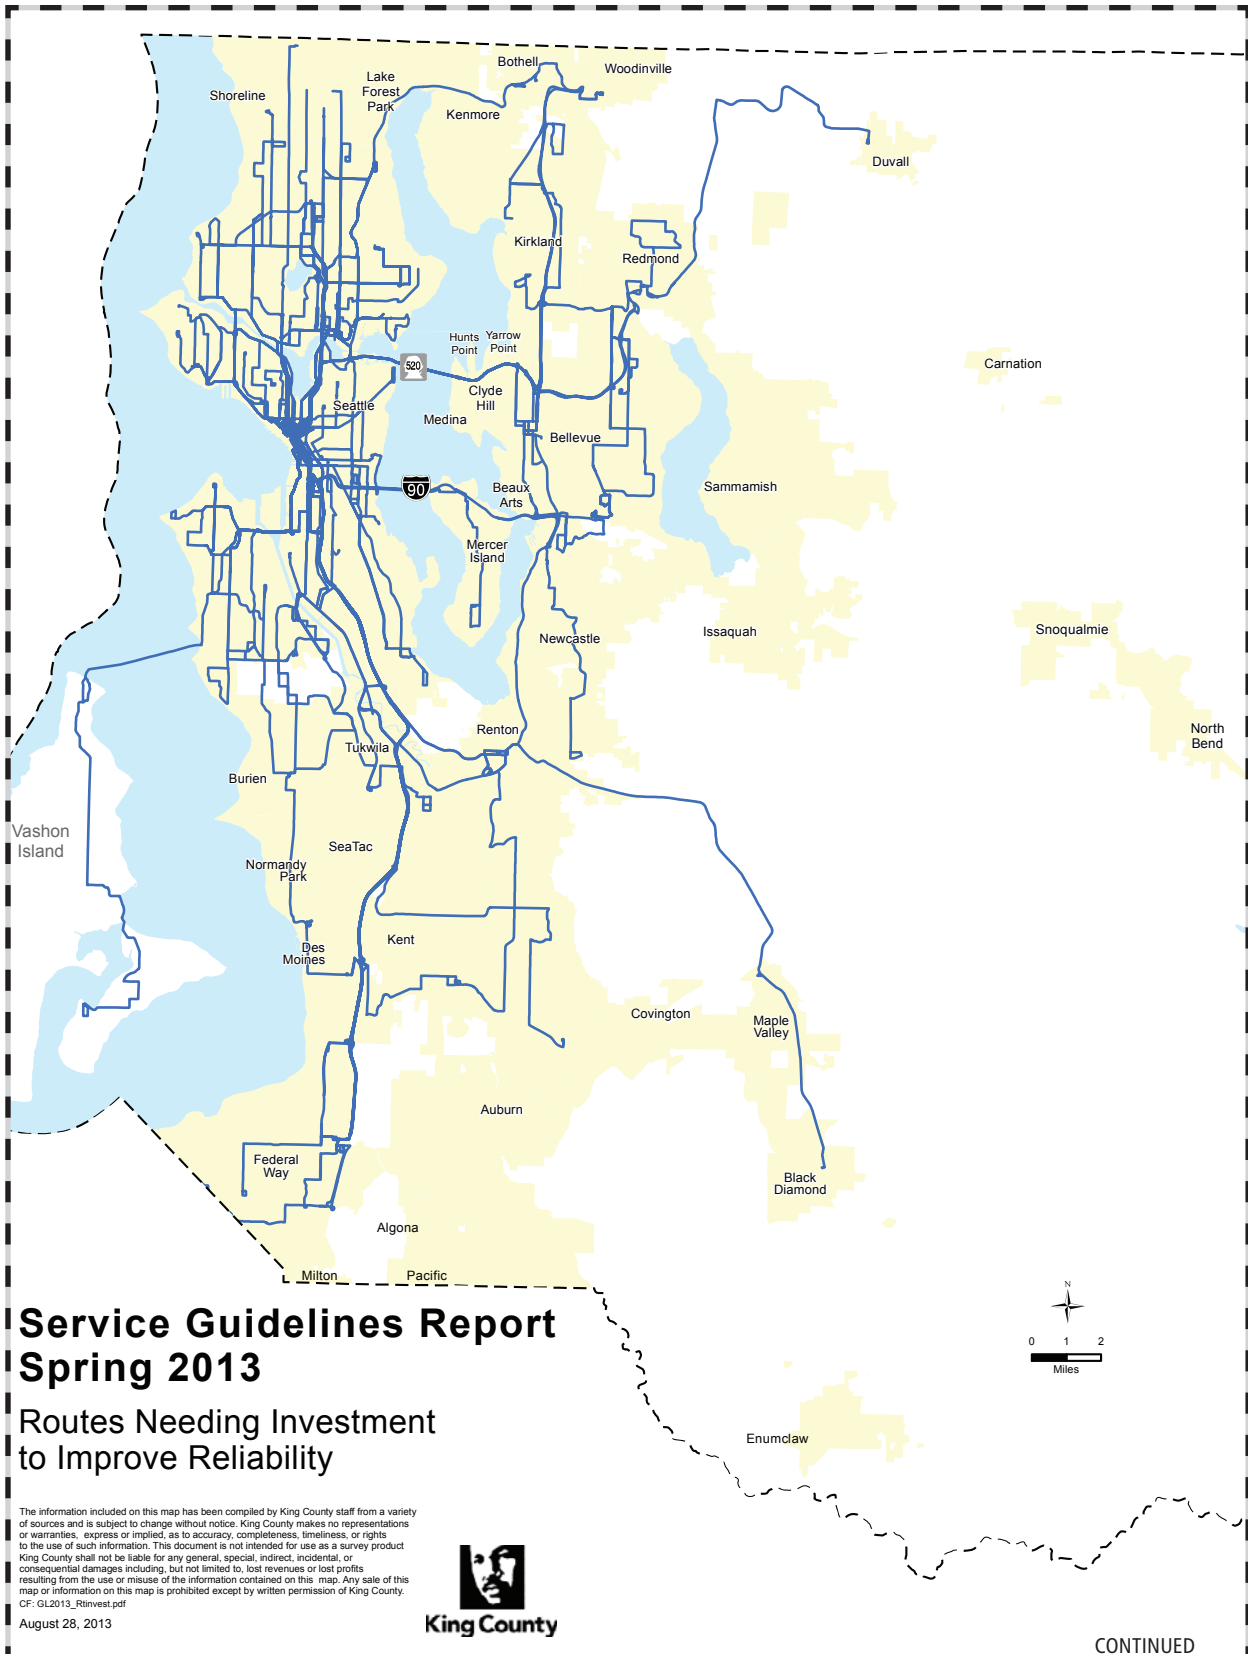 Bothell
Woodinville
Lake
Forest
Park
Shoreline
Kenmore
Duvall
Kirkland
Redmond
Hunts
Point
Yarrow
Point
520
Carnation
Clyde
Hill
Seattle
Medina
Bellevue
90
Beaux
Arts
Sammamish
Mercer
Island
Newcastle
Issaquah
Snoqualmie
Renton
North
Bend
Tukwila
Burien
Vashon
Island
SeaTac
Normandy
Park
Kent
Des
Moines
Covington
Maple
Valley
Auburn
Federal
Way
Black
Diamond
Algona
Milton
Pacific
Service Guidelines Report
Spring 2013
Routes Needing Investment
to Improve Reliability
N
0 1 2
Miles
Enumclaw
The information included on this map has been compiled by King County staff from a variety
of sources and is subject to change without notice. King County makes no representations
or warranties, express or implied, as to accuracy, completeness, timeliness, or rights
to the use of such information. This document is not intended for use as a survey product
King County shall not be liable for any general, special, indirect, incidental, or
consequential damages including, but not limited to, lost revenues or lost profits
resulting from the use or misuse of the information contained on this map. Any sale of this
map or information on this map is prohibited except by written permission of King County.
CF: GL2013_RtInvest.pdf
August 28, 2013
King County
CONTINUED